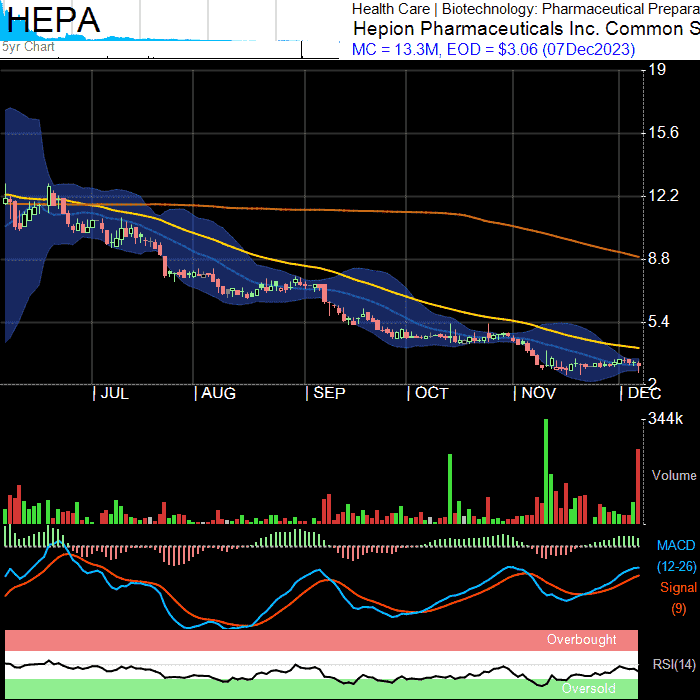 HEPA
5yr Chart
Health Care | Biotechnology: Pharmaceutical Prepara
Hepion Pharmaceuticals Inc. Common S
MC = 13.3M, EOD = $3.06 (07Dec2023)
19
15.6
12.2
8.8
5.4
2
JUL AUG SEP OCT NOV DEC
344k
Volume
MACD
(12-26)
Signal
(9)
Overbought
RSI(14)
Oversold